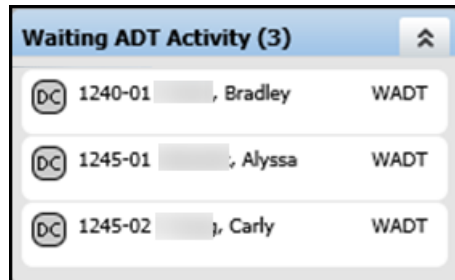 Waiting ADT Activity (3)
DC 1240-01 , Bradley WADT
DC 1245-01 , Alyssa WADT
DC 1245-02 , Carly WADT